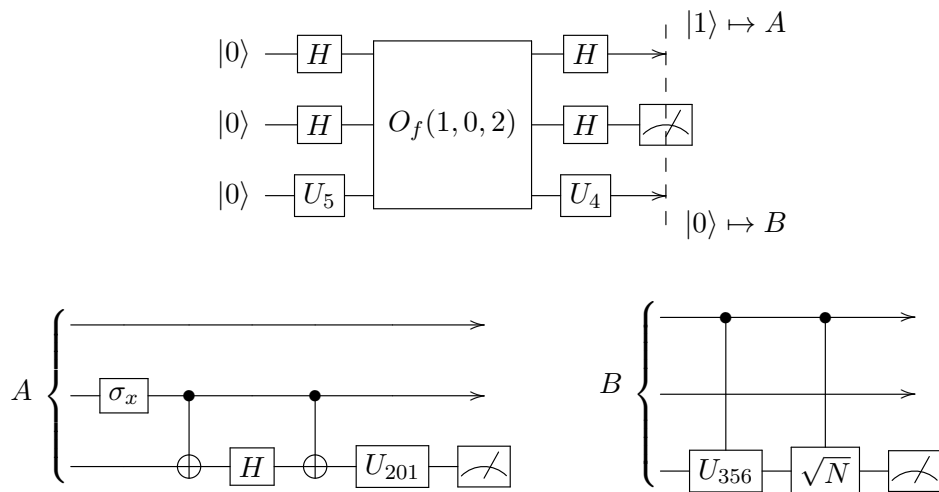 |1⟩ ↦ A
|0⟩ H H
|0⟩ H O_f(1, 0, 2) H
|0⟩ U_5 U_4
|0⟩ ↦ B
A σ_x H U_201
B U_356 √N